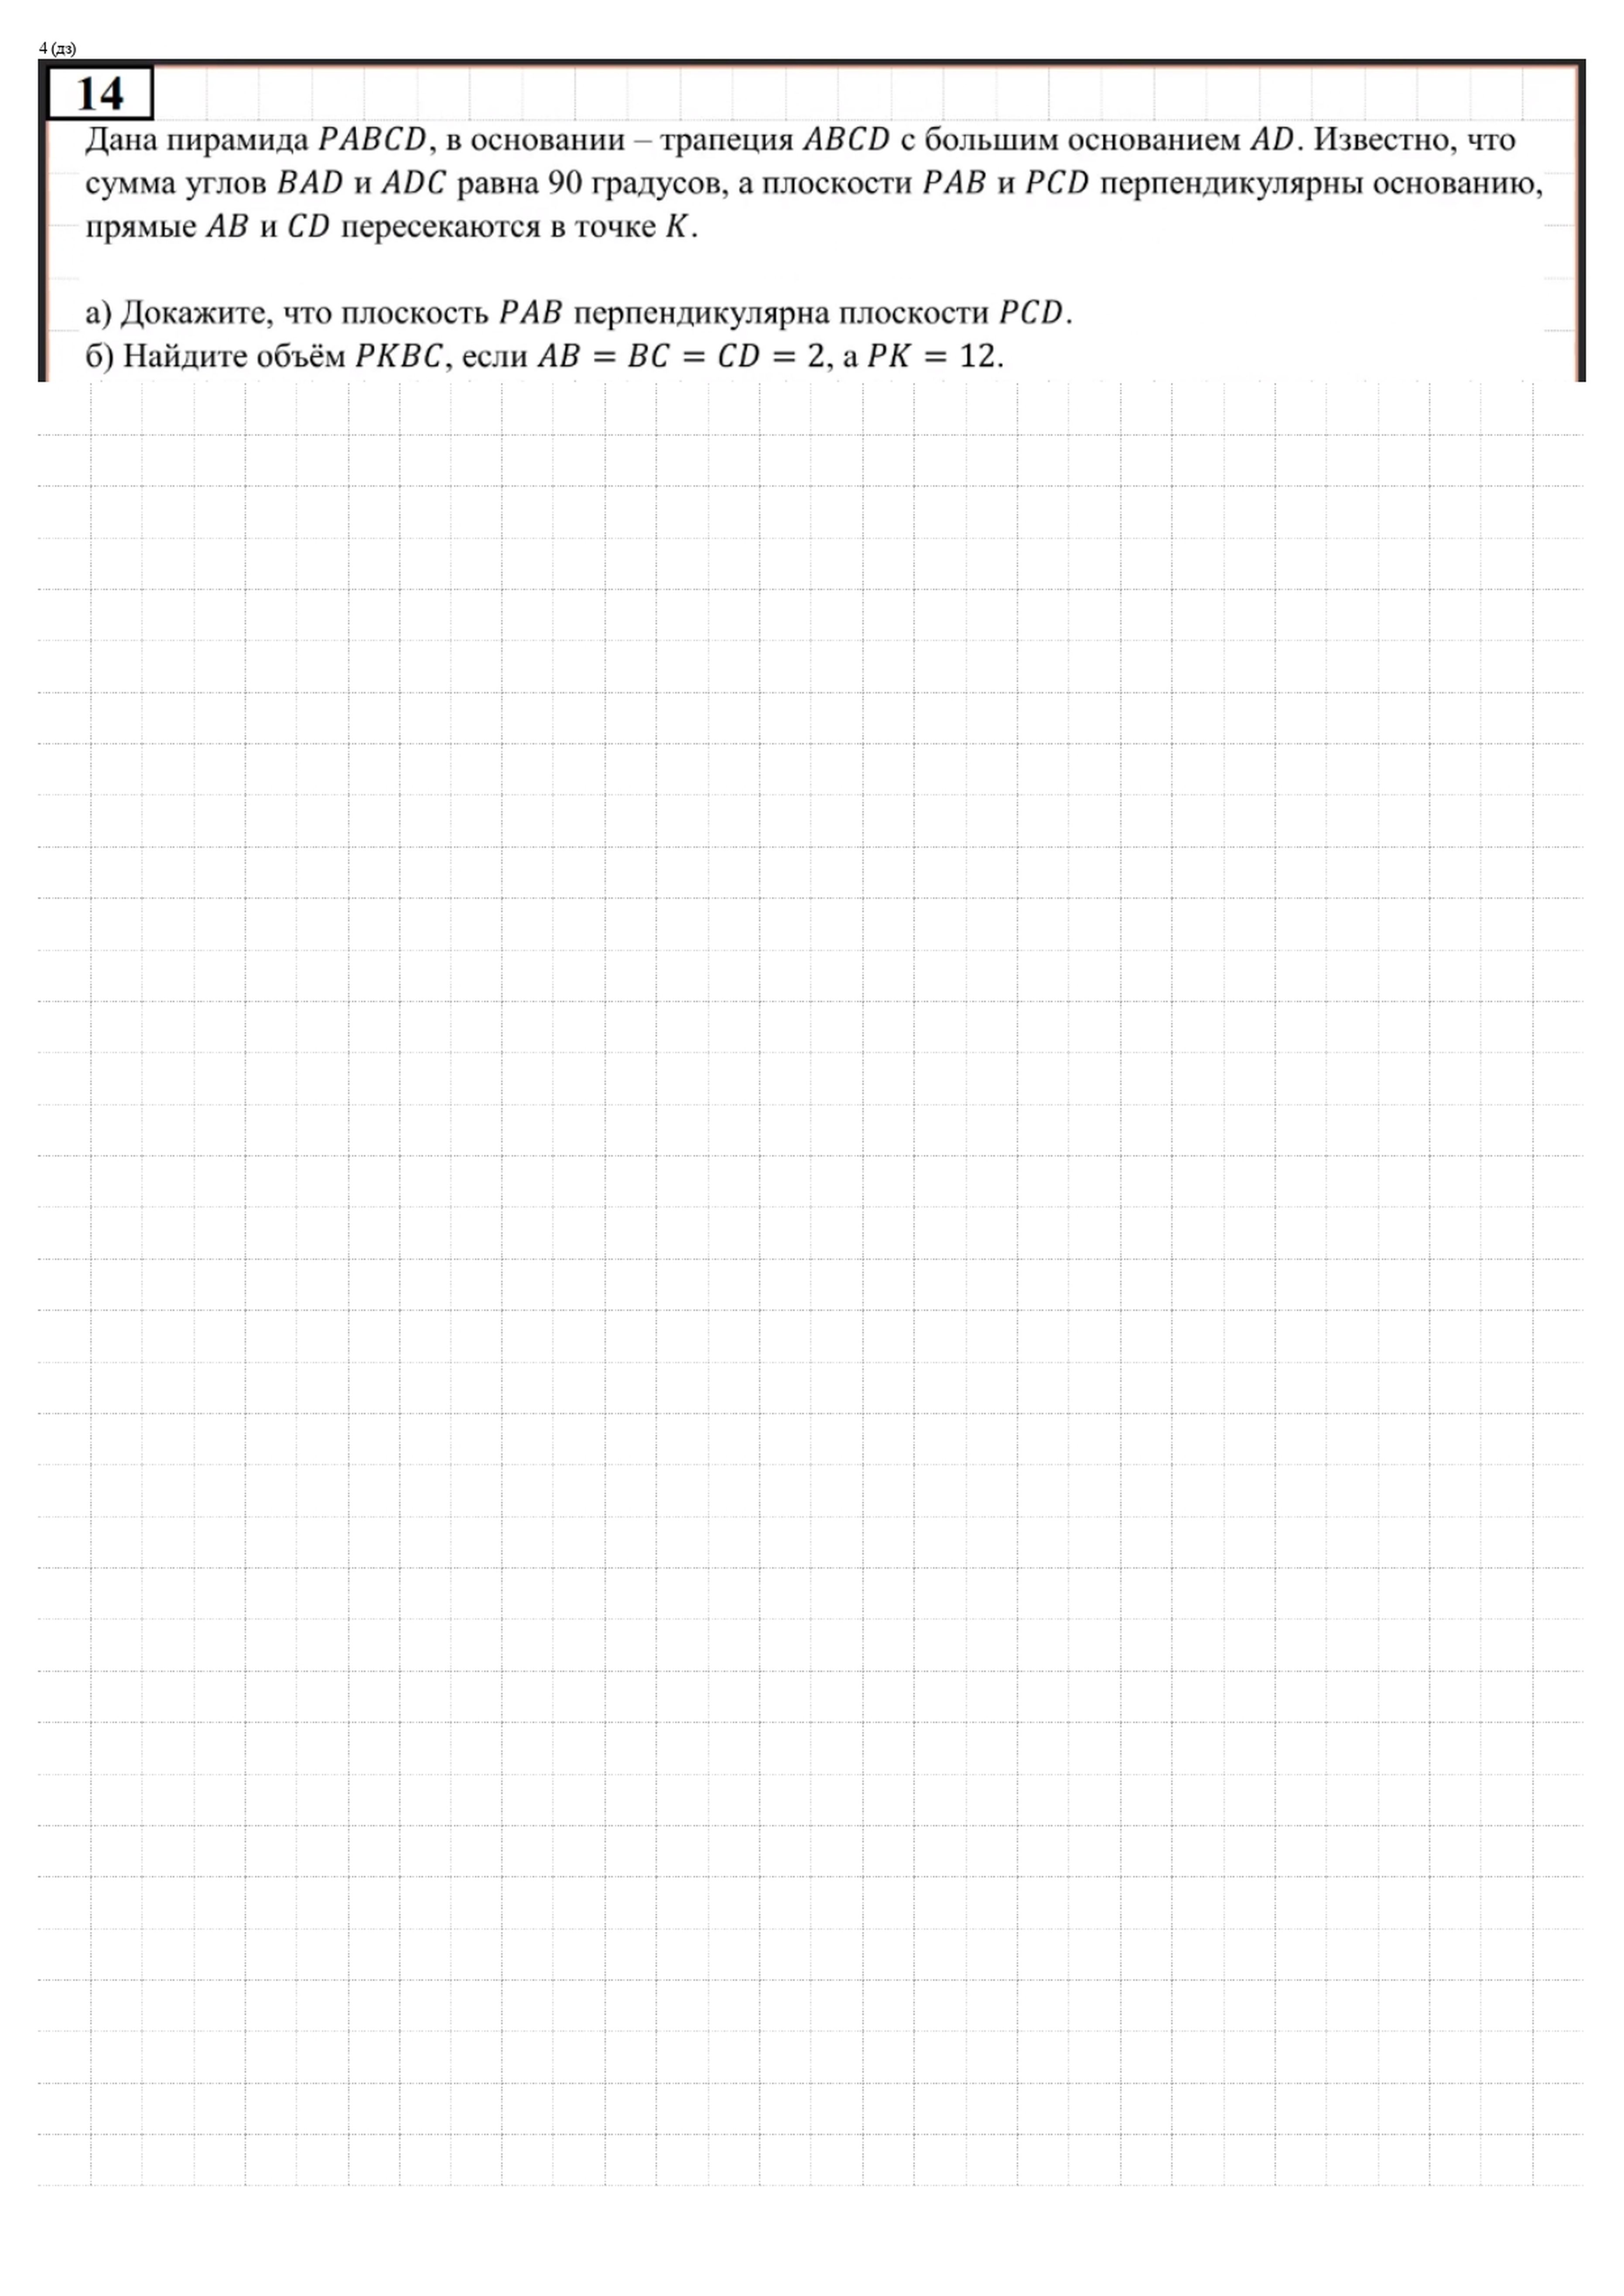 4 (дз)
14
Дана пирамида PABCD, в основании – трапеция ABCD с большим основанием AD. Известно, что
сумма углов BAD и ADC равна 90 градусов, а плоскости PAB и PCD перпендикулярны основанию,
прямые AB и CD пересекаются в точке K.
а) Докажите, что плоскость PAB перпендикулярна плоскости PCD.
б) Найдите объём PKBC, если AB = BC = CD = 2, а PK = 12.